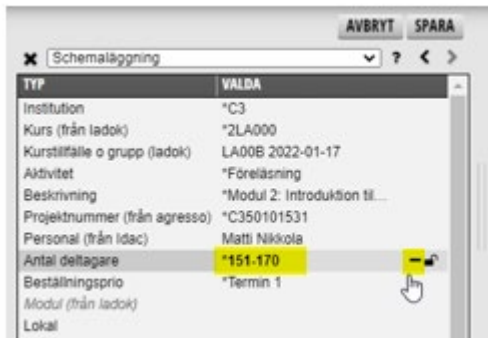 AVBRYT SPARA
Schemaläggning ?
TYP VALDA
Institution *C3
Kurs (från ladok) *2LA000
Kurstillfälle o grupp (ladok) LA00B 2022-01-17
Aktivitet *Föreläsning
Beskrivning *Modul 2: Introduktion til...
Projektnummer (från agresso) *C350101531
Personal (från Idac) Matti Nikkola
Antal deltagare *151-170
Beställningsprio *Termin 1
Modul (från ladok)
Lokal